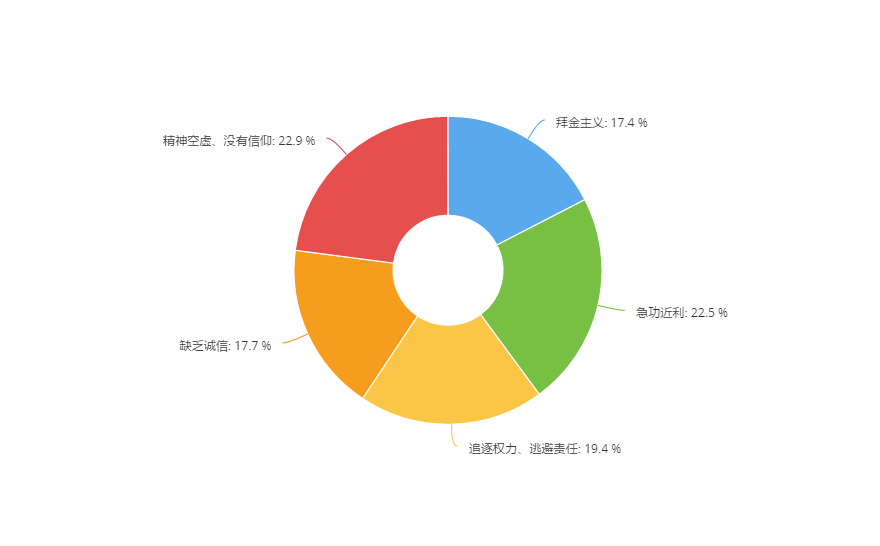 拜金主义: 17.4 %
精神空虚、没有信仰: 22.9 %
急功近利: 22.5 %
缺乏诚信: 17.7 %
追逐权力、逃避责任: 19.4 %